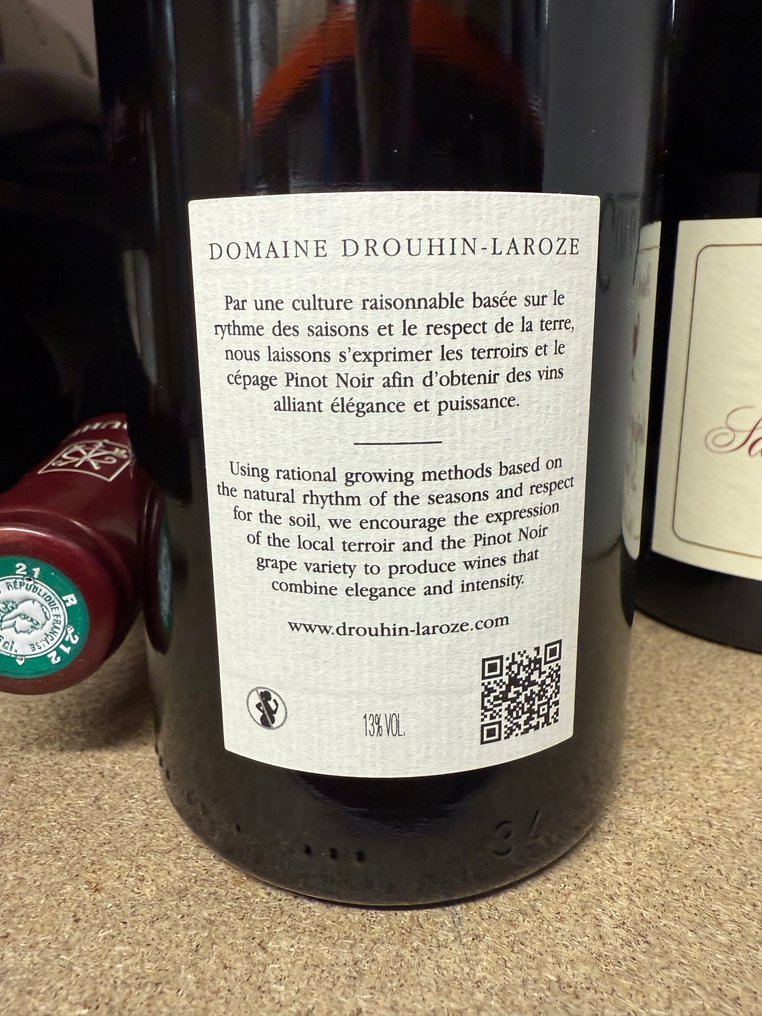 DOMAINE DROUHIN-LAROZE
Par une culture raisonnable basée sur le
rythme des saisons et le respect de la terre,
nous laissons s'exprimer les terroirs et le
cépage Pinot Noir afin d'obtenir des vins
alliant élégance et puissance.
Using rational growing methods based on
the natural rhythm of the seasons and respect
for the soil, we encourage the expression
of the local terroir and the Pinot Noir
grape variety to produce wines that
combine elegance and intensity.
www.drouhin-laroze.com
13% VOL.
34
21 R 212
RÉPUBLIQUE FRANÇAISE